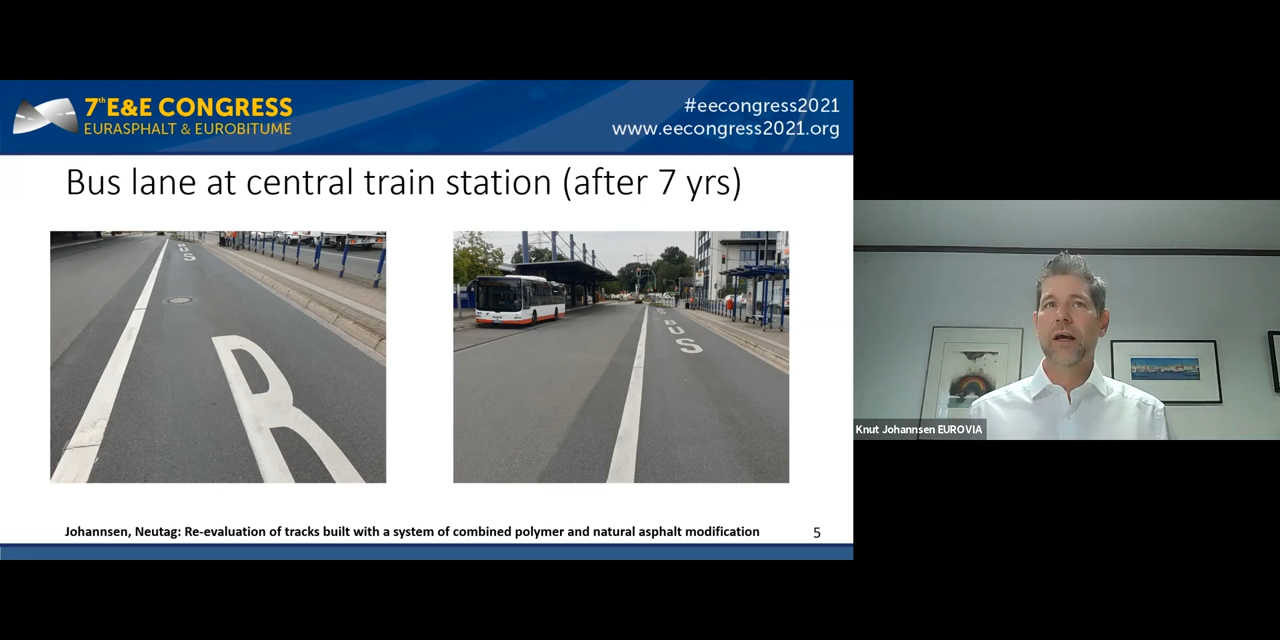 7th E&E CONGRESS
EURASPHALT & EUROBITUME
#eecongress2021
www.eecongress2021.org
Bus lane at central train station (after 7 yrs)
BUS
Johannsen, Neutag: Re-evaluation of tracks built with a system of combined polymer and natural asphalt modification
5
Knut Johannsen EUROVIA